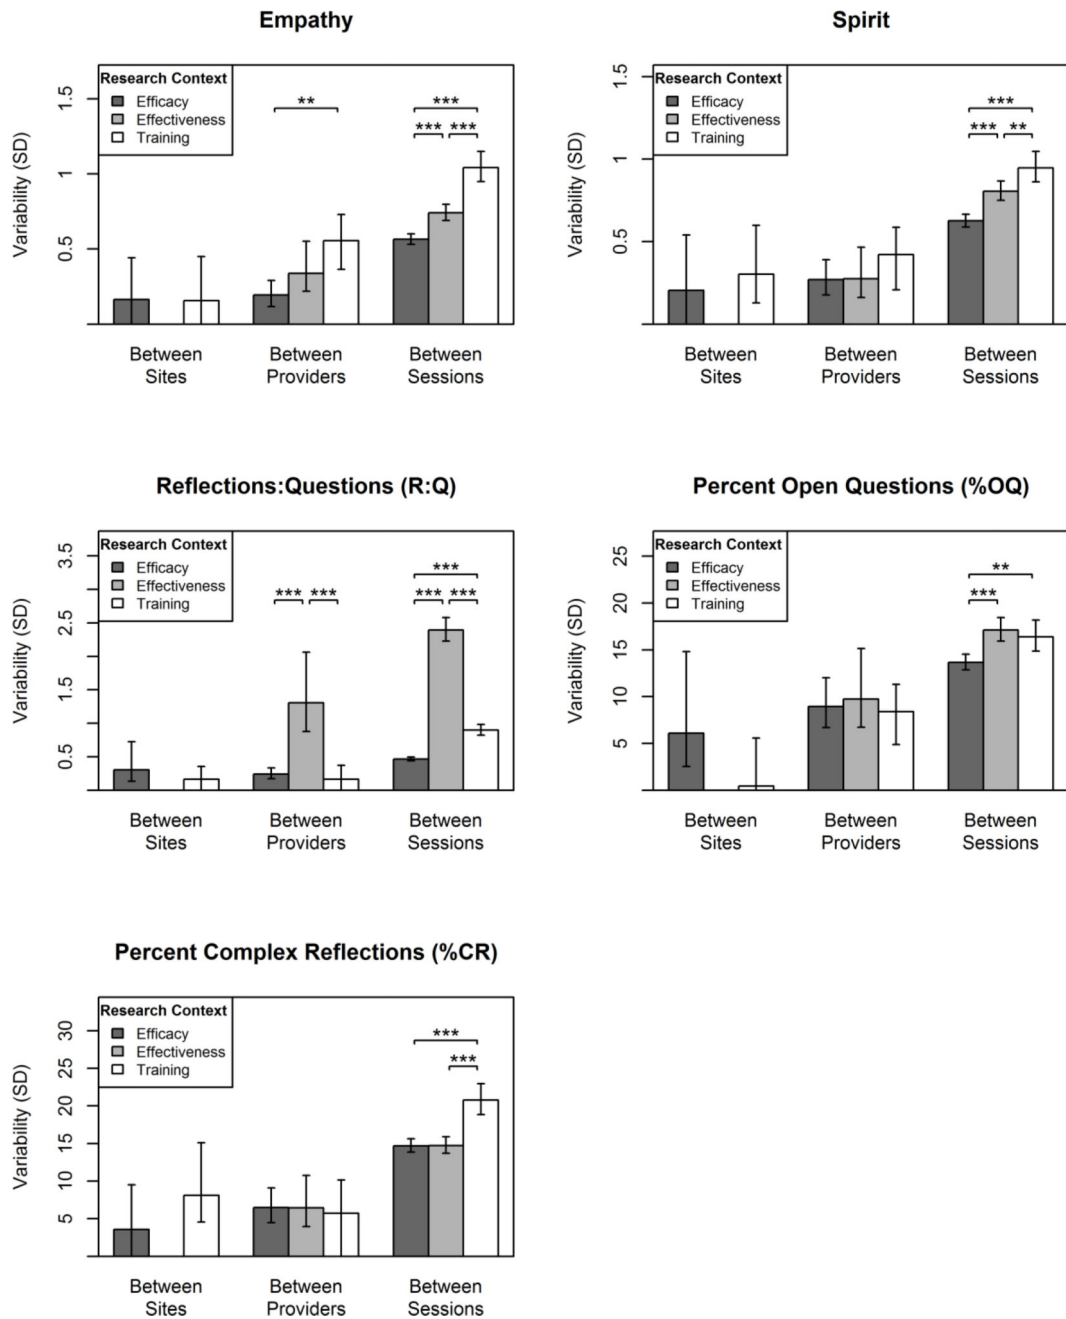 Empathy
Research Context
Efficacy
Effectiveness
Training
Variability (SD)
1.5
1
0.5
**
***
*** ***
Between Sites
Between Providers
Between Sessions
Spirit
Research Context
Efficacy
Effectiveness
Training
Variability (SD)
1.5
1
0.5
***
*** **
Between Sites
Between Providers
Between Sessions
Reflections:Questions (R:Q)
Research Context
Efficacy
Effectiveness
Training
Variability (SD)
3.5
2.5
1.5
0.5
*** ***
***
*** ***
Between Sites
Between Providers
Between Sessions
Percent Open Questions (%OQ)
Research Context
Efficacy
Effectiveness
Training
Variability (SD)
25
20
15
10
5
**
***
Between Sites
Between Providers
Between Sessions
Percent Complex Reflections (%CR)
Research Context
Efficacy
Effectiveness
Training
Variability (SD)
30
25
20
15
10
5
***
***
Between Sites
Between Providers
Between Sessions